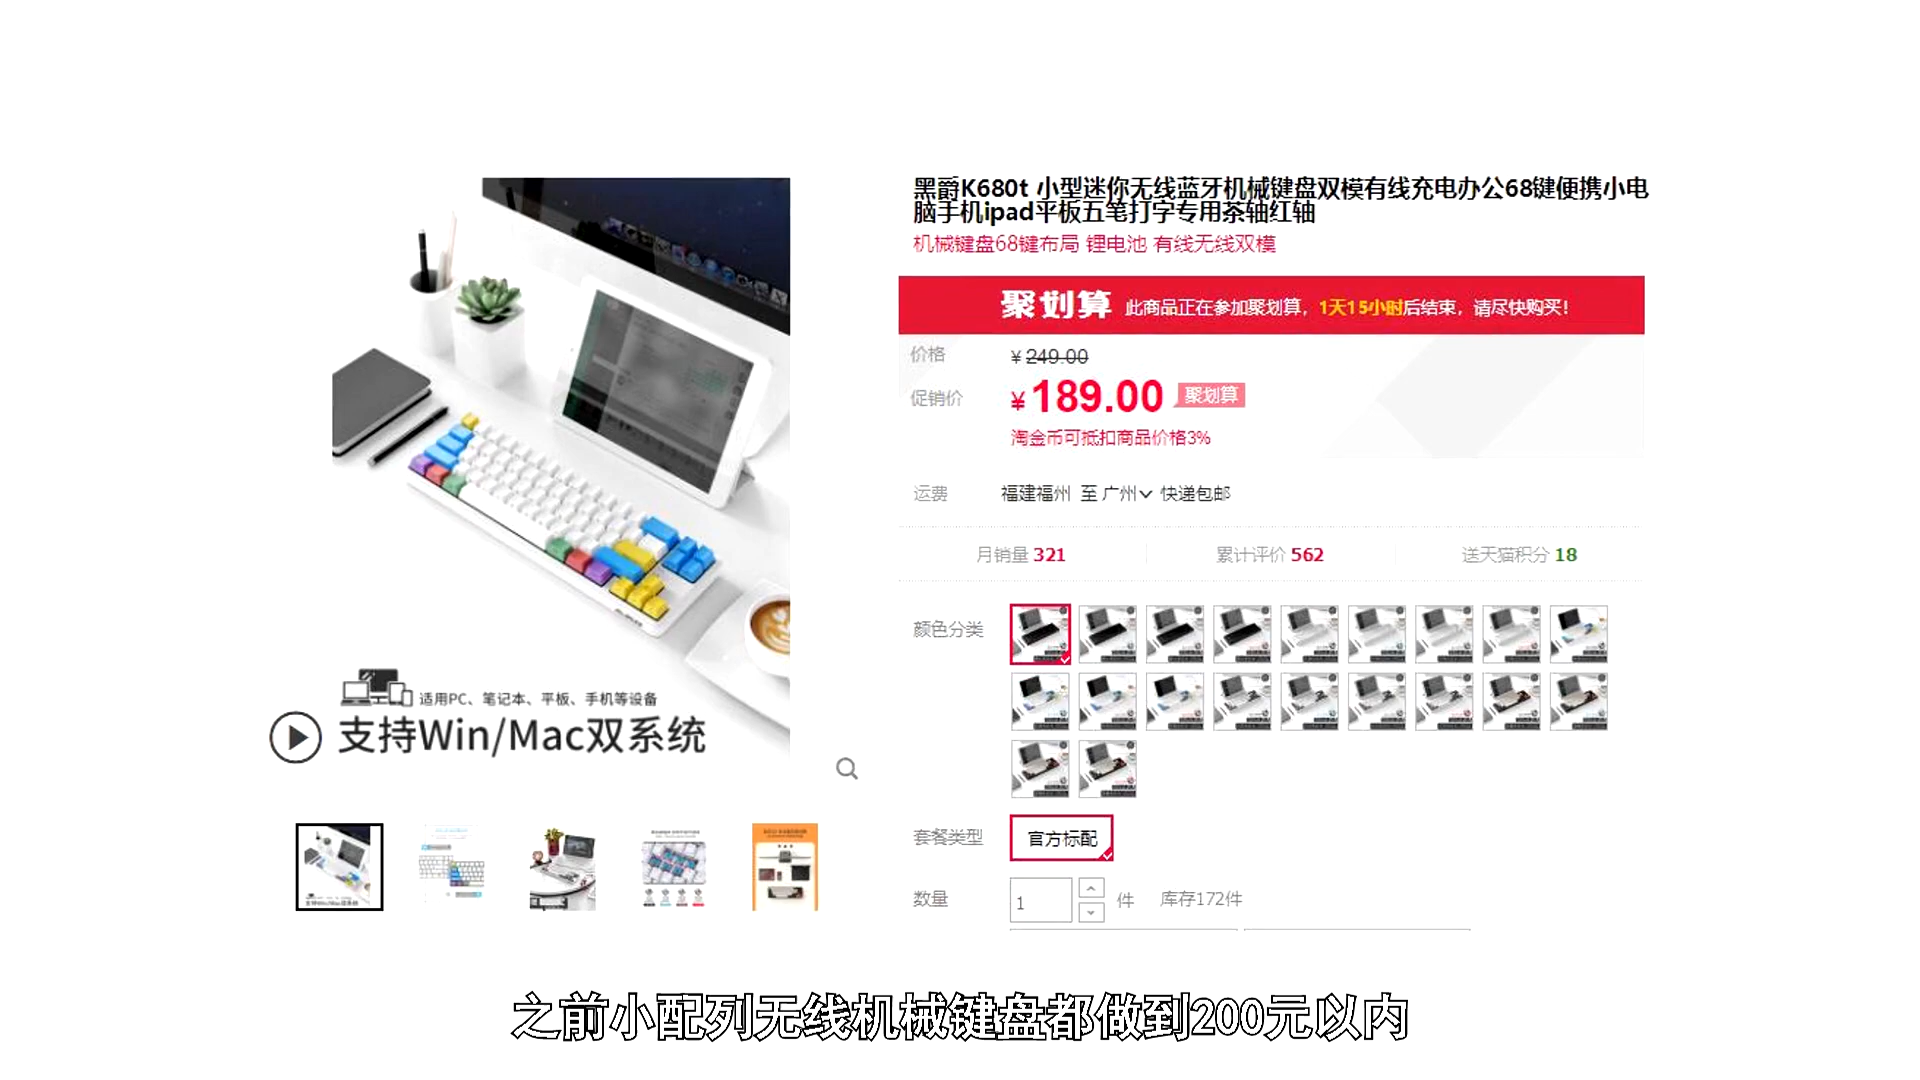 黑爵K680t 小型迷你无线蓝牙机械键盘双模有线充电办公68键便携小电
脑手机ipad平板五笔打字专用茶轴红轴
机械键盘68键布局 锂电池 有线无线双模
聚划算 此商品正在参加聚划算，1天15小时后结束，请尽快购买！
价格 ¥249.00
促销价 ¥189.00 聚划算
淘金币可抵扣商品价格3%
运费 福建福州 至 广州 快递包邮
月销量 321 累计评价 562 送天猫积分 18
颜色分类
适用PC、笔记本、平板、手机等设备
支持Win/Mac双系统
套餐类型 官方标配
数量 1 件 库存172件
之前小配列无线机械键盘都做到200元以内